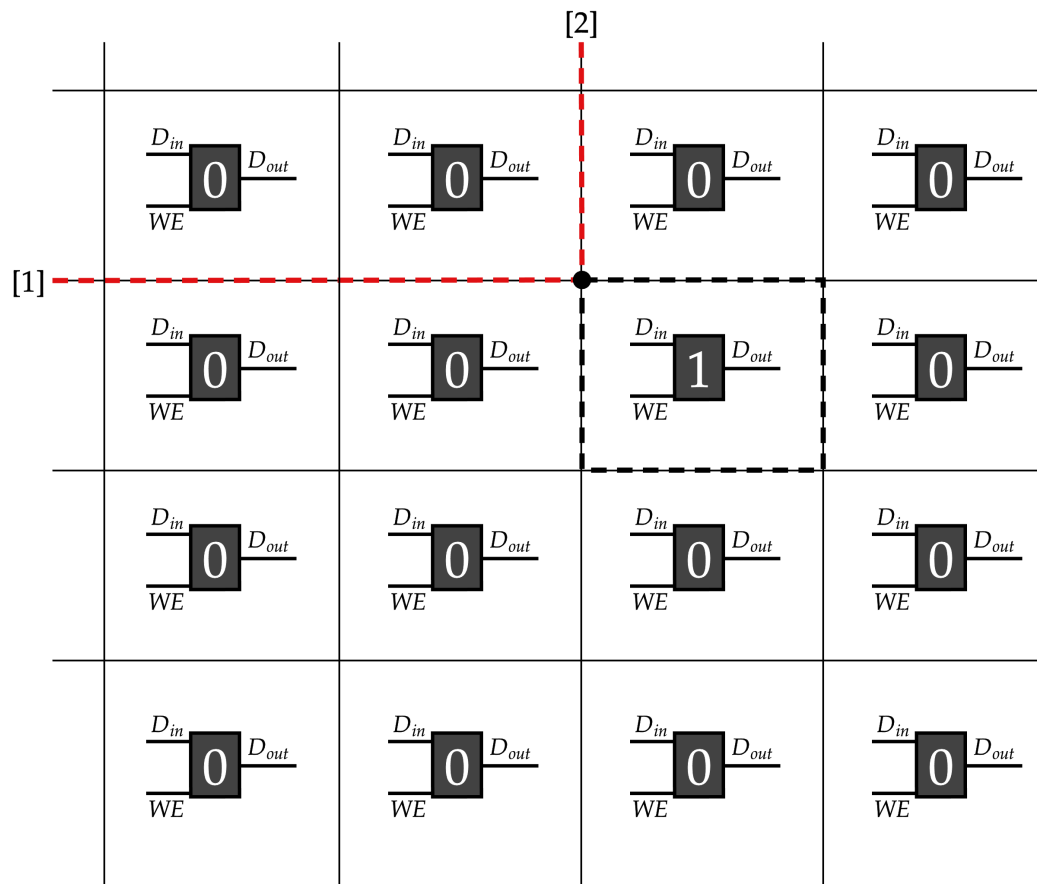 [2]
D_in D_in D_in D_in
0 D_out 0 D_out 0 D_out 0 D_out
WE WE WE WE
[1]
D_in D_in D_in D_in
0 D_out 0 D_out 1 D_out 0 D_out
WE WE WE WE
D_in D_in D_in D_in
0 D_out 0 D_out 0 D_out 0 D_out
WE WE WE WE
D_in D_in D_in D_in
0 D_out 0 D_out 0 D_out 0 D_out
WE WE WE WE